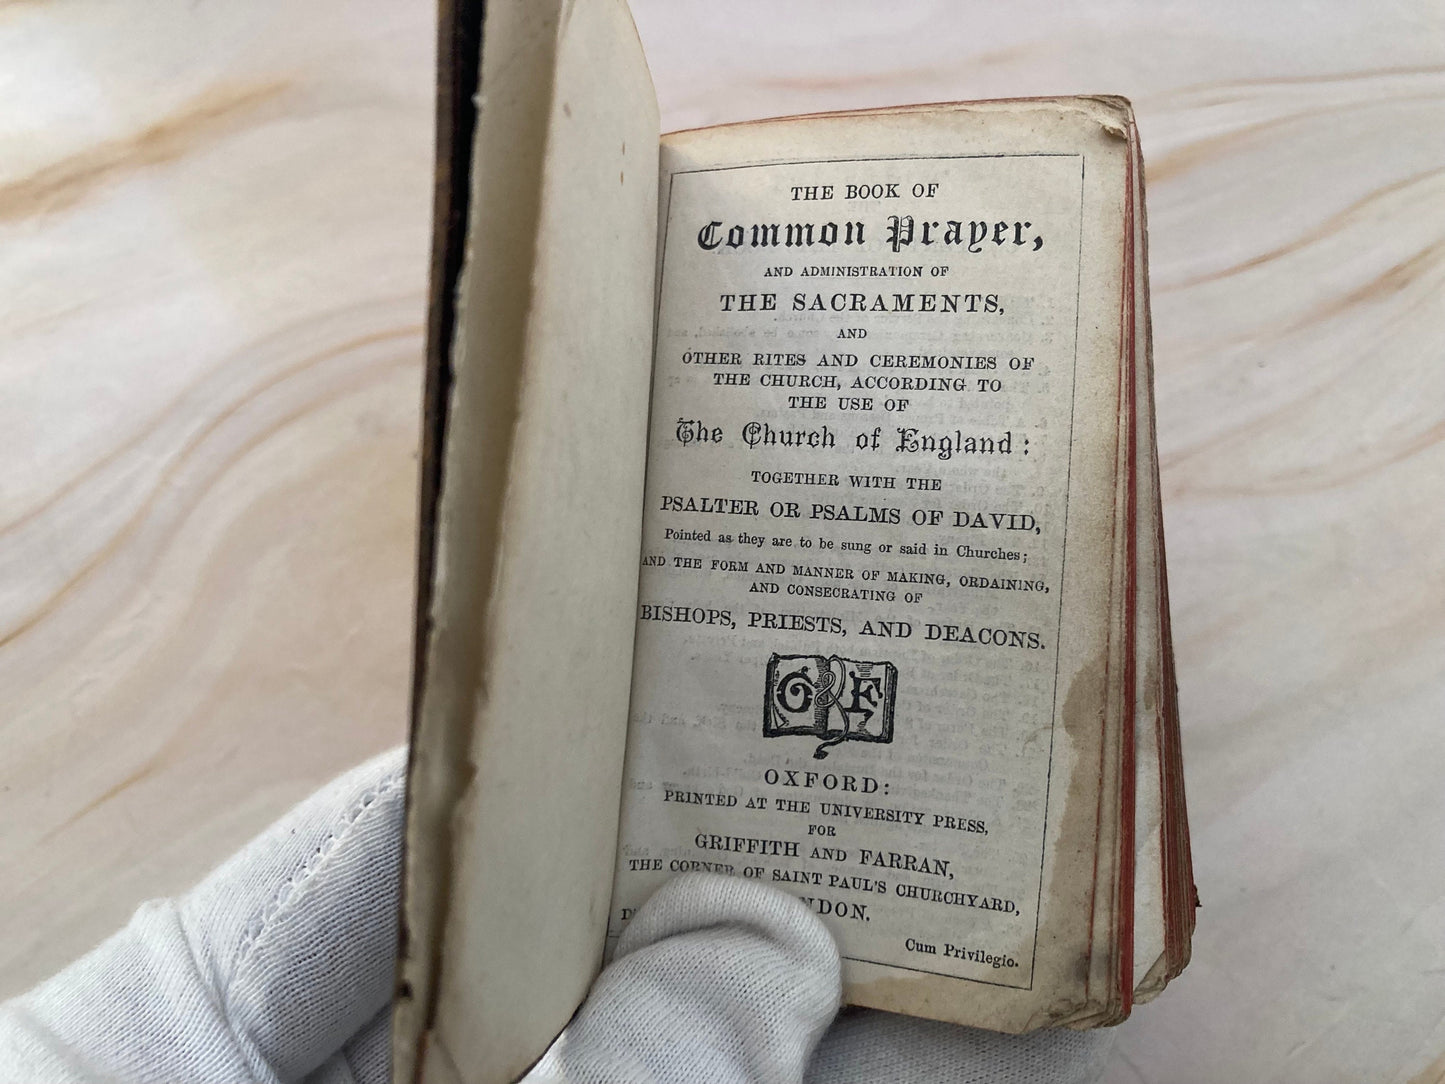 THE BOOK OF
Common Prayer,
AND ADMINISTRATION OF
THE SACRAMENTS,
AND
OTHER RITES AND CEREMONIES OF
THE CHURCH, ACCORDING TO
THE USE OF
The Church of England:
TOGETHER WITH THE
PSALTER OR PSALMS OF DAVID,
Pointed as they are to be sung or said in Churches;
AND THE FORM AND MANNER OF MAKING, ORDAINING,
AND CONSECRATING OF
BISHOPS, PRIESTS, AND DEACONS.
G & F
OXFORD:
PRINTED AT THE UNIVERSITY PRESS,
FOR
GRIFFITH AND FARRAN,
THE CORNER OF SAINT PAUL'S CHURCHYARD,
NDON.
Cum Privilegio.